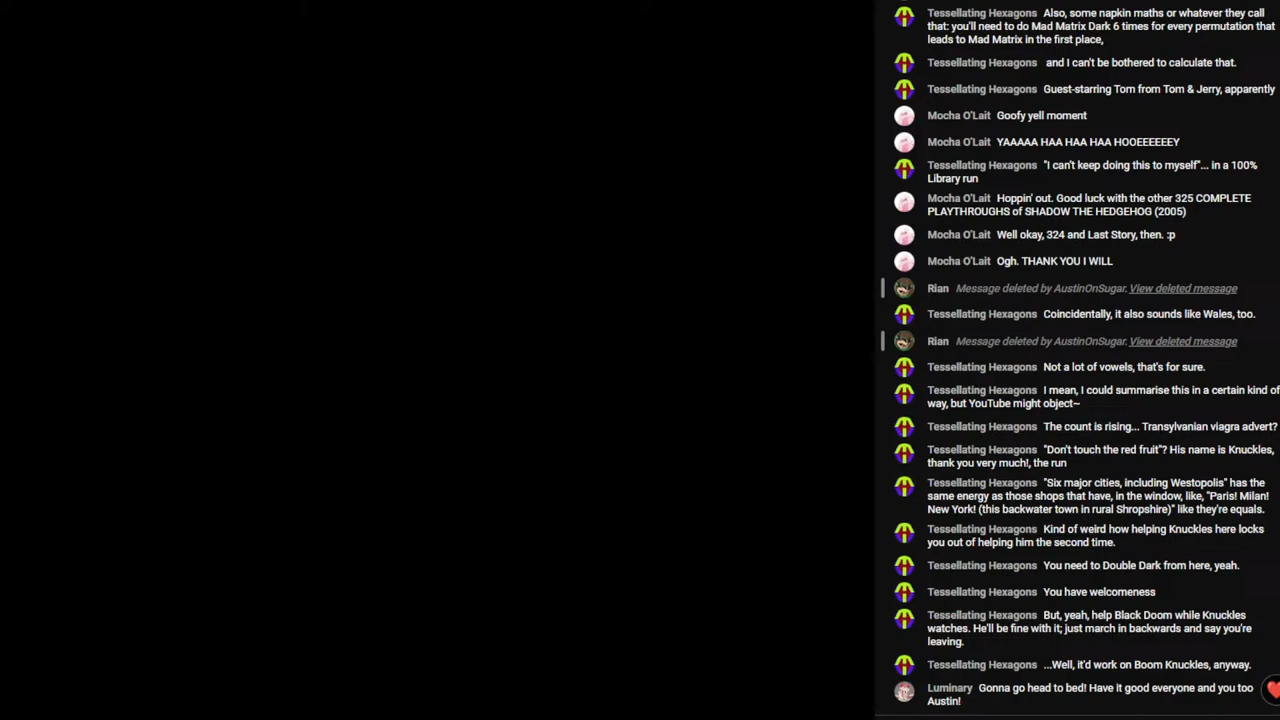 Tessellating Hexagons Also, some napkin maths or whatever they call
that: you'll need to do Mad Matrix Dark 6 times for every permutation that
leads to Mad Matrix in the first place,
Tessellating Hexagons and I can't be bothered to calculate that.
Tessellating Hexagons Guest-starring Tom from Tom & Jerry, apparently
Mocha O'Lait Goofy yell moment
Mocha O'Lait YAAAAA HAA HAA HAA HOOEEEEEEY
Tessellating Hexagons "I can't keep doing this to myself"... in a 100%
Library run
Mocha O'Lait Hoppin' out. Good luck with the other 325 COMPLETE
PLAYTHROUGHS of SHADOW THE HEDGEHOG (2005)
Mocha O'Lait Well okay, 324 and Last Story, then. :p
Mocha O'Lait Ogh. THANK YOU I WILL
Rian Message deleted by AustinOnSugar. View deleted message
Tessellating Hexagons Coincidentally, it also sounds like Wales, too.
Rian Message deleted by AustinOnSugar. View deleted message
Tessellating Hexagons Not a lot of vowels, that's for sure.
Tessellating Hexagons I mean, I could summarise this in a certain kind of
way, but YouTube might object~
Tessellating Hexagons The count is rising... Transylvanian viagra advert?
Tessellating Hexagons "Don't touch the red fruit"? His name is Knuckles,
thank you very much!, the run
Tessellating Hexagons "Six major cities, including Westopolis" has the
same energy as those shops that have, in the window, like, "Paris! Milan!
New York! (this backwater town in rural Shropshire)" like they're equals.
Tessellating Hexagons Kind of weird how helping Knuckles here locks
you out of helping him the second time.
Tessellating Hexagons You need to Double Dark from here, yeah.
Tessellating Hexagons You have welcomeness
Tessellating Hexagons But, yeah, help Black Doom while Knuckles
watches. He'll be fine with it; just march in backwards and say you're
leaving.
Tessellating Hexagons ...Well, it'd work on Boom Knuckles, anyway.
Luminary Gonna go head to bed! Have it good everyone and you too
Austin!